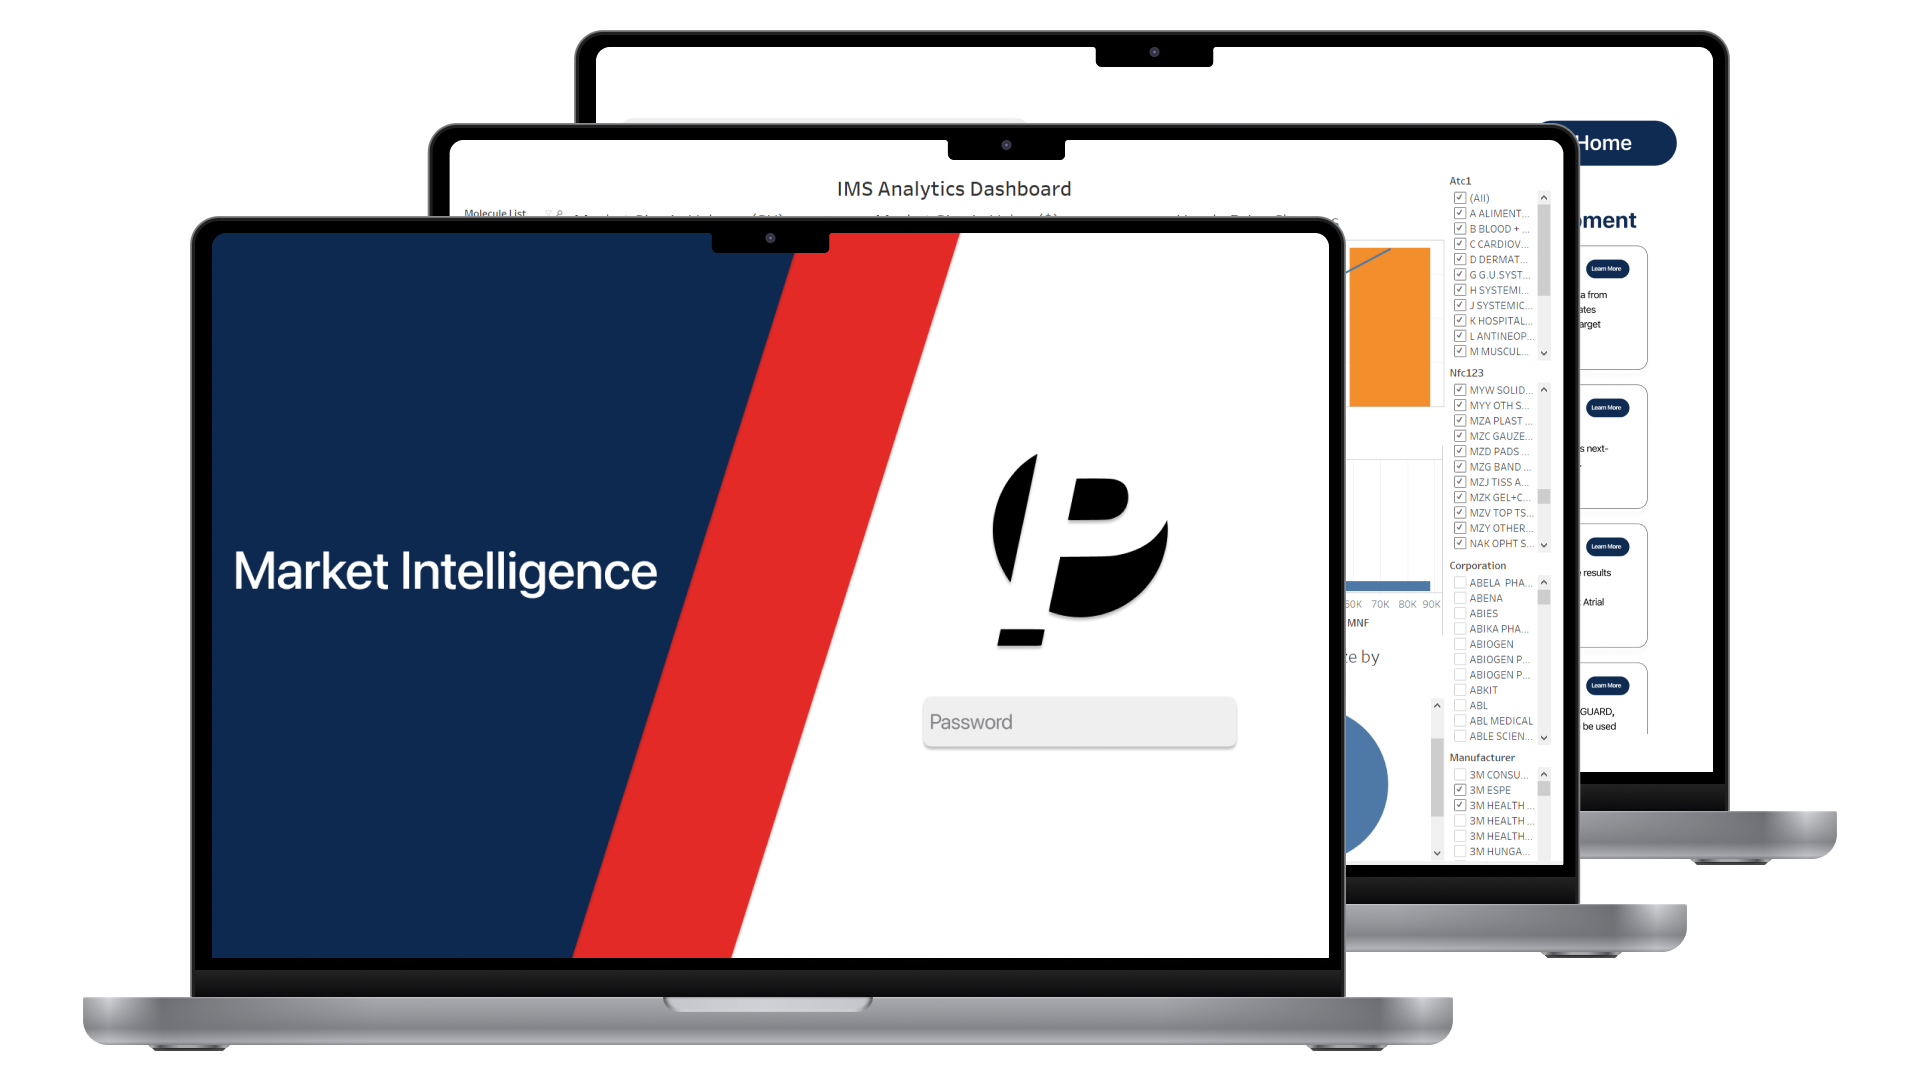 Home
IMS Analytics Dashboard
Molecule List
Market Intelligence
Password
Atc1
(All)
A ALIMENT...
B BLOOD + ...
C CARDIOV...
D DERMAT...
G G.U.SYST...
H SYSTEMI...
J SYSTEMIC...
K HOSPITAL...
L ANTINEOP...
M MUSCUL...
Nfc123
MYW SOLID...
MYY OTH S...
MZA PLAST ...
MZC GAUZE...
MZD PADS ...
MZG BAND ...
MZJ TISS A...
MZK GEL+C...
MZV TOP TS...
MZY OTHER...
NAK OPHT S...
Corporation
ABELA PHA...
ABENA
ABIES
ABIKA PHA...
ABIOGEN
ABIOGEN P...
ABIOGEN P...
ABKIT
ABL
ABL MEDICAL
ABLE SCIEN...
Manufacturer
3M CONSU...
3M ESPE
3M HEALTH ...
3M HEALTH ...
3M HEALTH...
3M HUNGA...
70K 80K 90K
MNF
by
Learn More
from
Learn More
next-
Learn More
results
Atrial
Learn More
GUARD,
be used